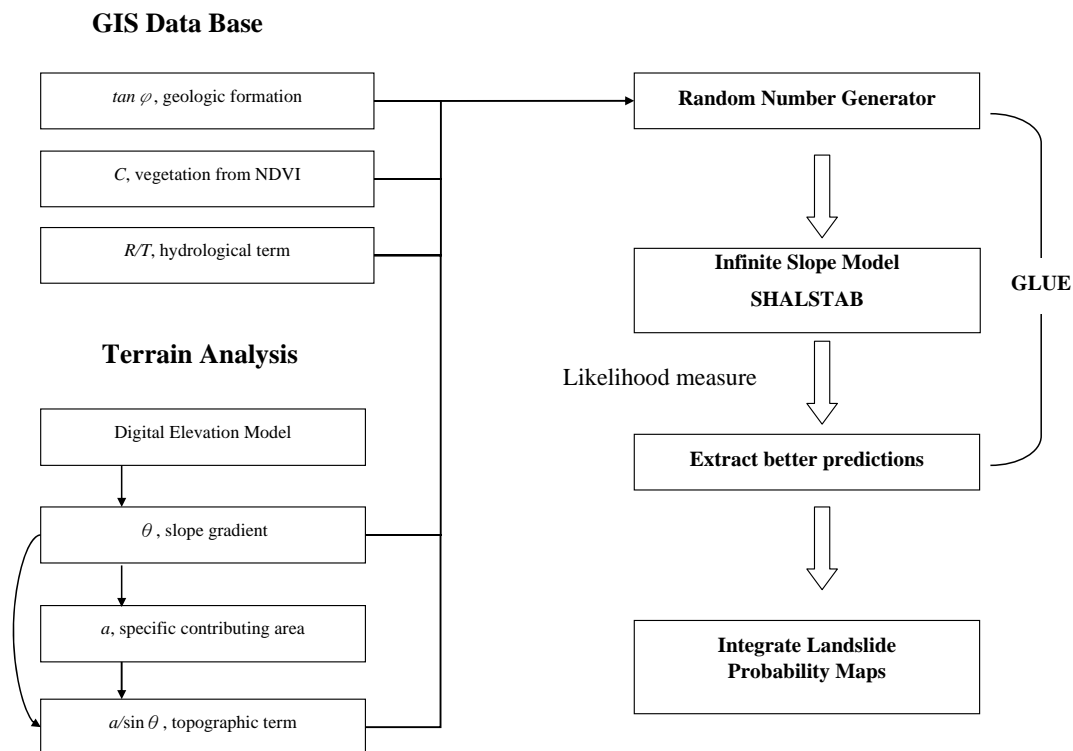 GIS Data Base
tan φ, geologic formation
C, vegetation from NDVI
R/T, hydrological term
Terrain Analysis
Digital Elevation Model
θ, slope gradient
a, specific contributing area
a/sin θ, topographic term
Random Number Generator
Infinite Slope Model
SHALSTAB
GLUE
Likelihood measure
Extract better predictions
Integrate Landslide
Probability Maps